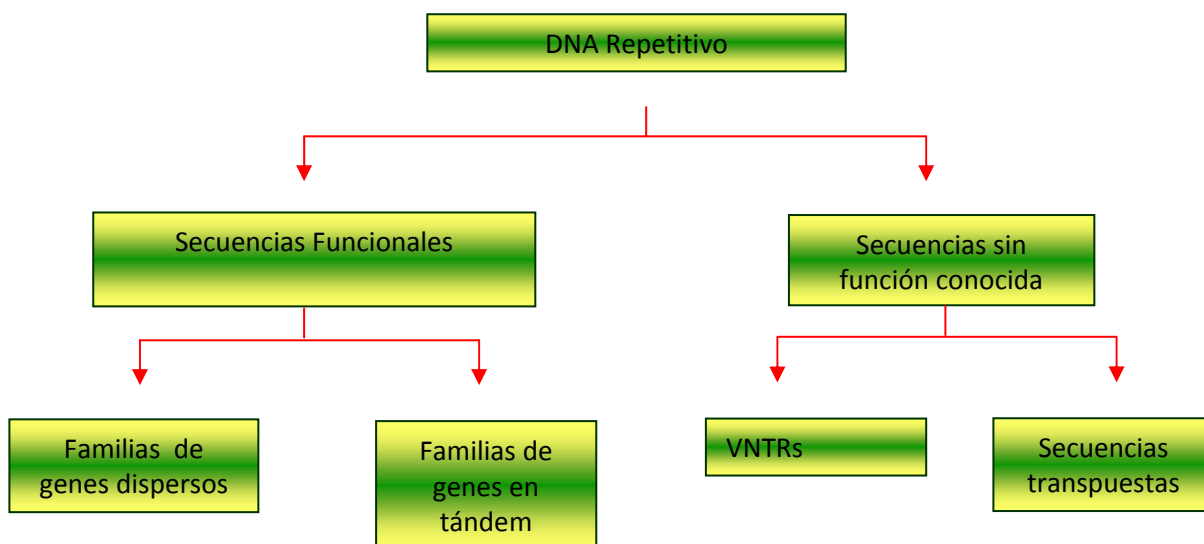 DNA Repetitivo
Secuencias Funcionales
Secuencias sin
función conocida
Familias de
genes dispersos
Familias de
genes en
tándem
VNTRs
Secuencias
transpuestas